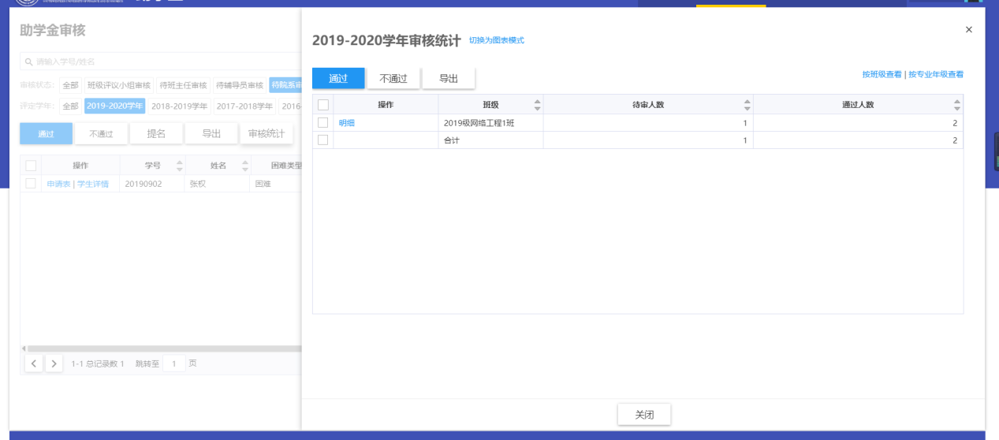 助学金审核
请输入学号/姓名
审核状态: 全部 班级评议小组审核 待班主任审核 待辅导员审核 待院系审
评定学年: 全部 2019-2020学年 2018-2019学年 2017-2018学年 2016-
通过 不通过 提名 导出 审核统计
操作 学号 姓名 困难类型
申请表 | 学生详情 20190902 张权 困难
1-1 总记录数 1 跳转至 1 页
2019-2020学年审核统计 切换为图表模式
×
通过 不通过 导出
按班级查看 | 按专业年级查看
操作 班级 待审人数 通过人数
明细 2019级网络工程1班 1 2
合计 1 2
关闭